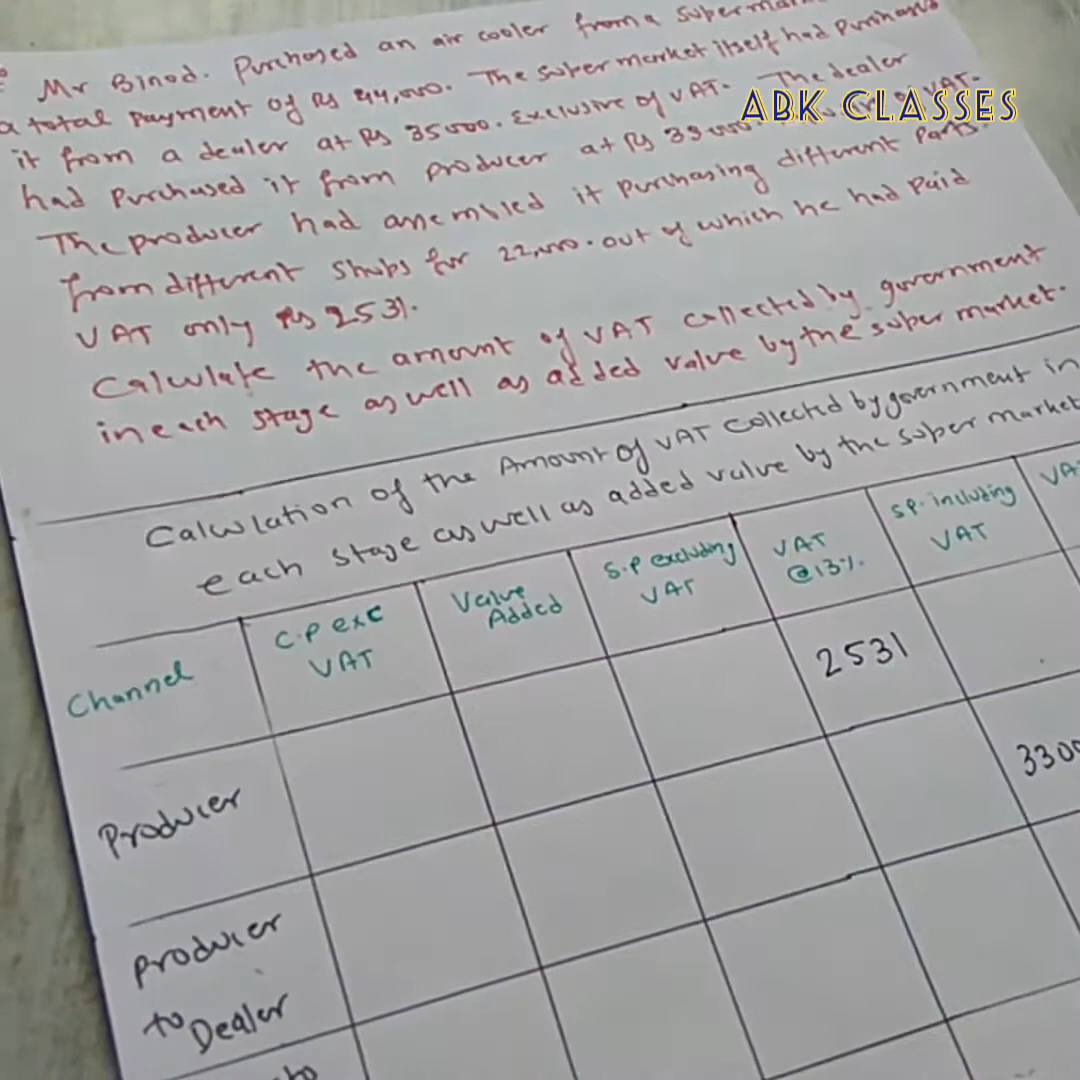 Mr Binod. Purchased an air cooler from a
a total payment of Rs 44,000. The super market itself had Purchased
it from a dealer at Rs 35000. Exclusive of VAT. The dealer
had Purchased it from producer at Rs 33000. VAT.
ABK CLASSES
The producer had assembled it purchasing different Parts.
from different shops for 22,000. out of which he had Paid
VAT only Rs 2531.
Calculate the amount of VAT collected by government
in each stage as well as added value by the super market.
Calculation of the Amount of VAT collected by government in
each stage as well as added value by the super market
Channel
C.P exc VAT
Value Added
S.P excluding VAT
VAT @13%.
S.P. including VAT
Producer
2531
producer to Dealer
to